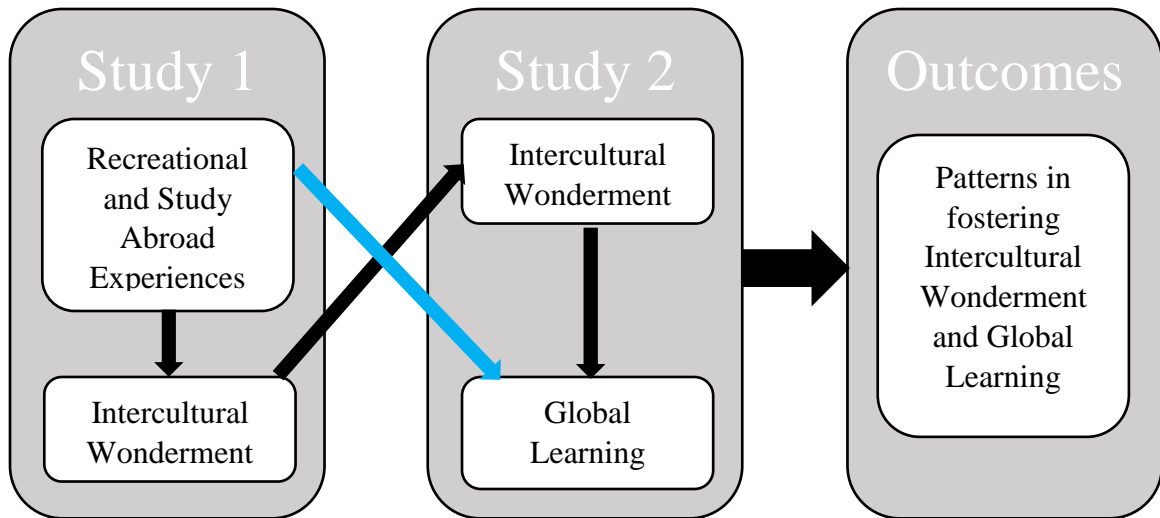 Study 1
Recreational
and Study
Abroad
Experiences
Intercultural
Wonderment
Study 2
Intercultural
Wonderment
Global
Learning
Outcomes
Patterns in
fostering
Intercultural
Wonderment
and Global
Learning